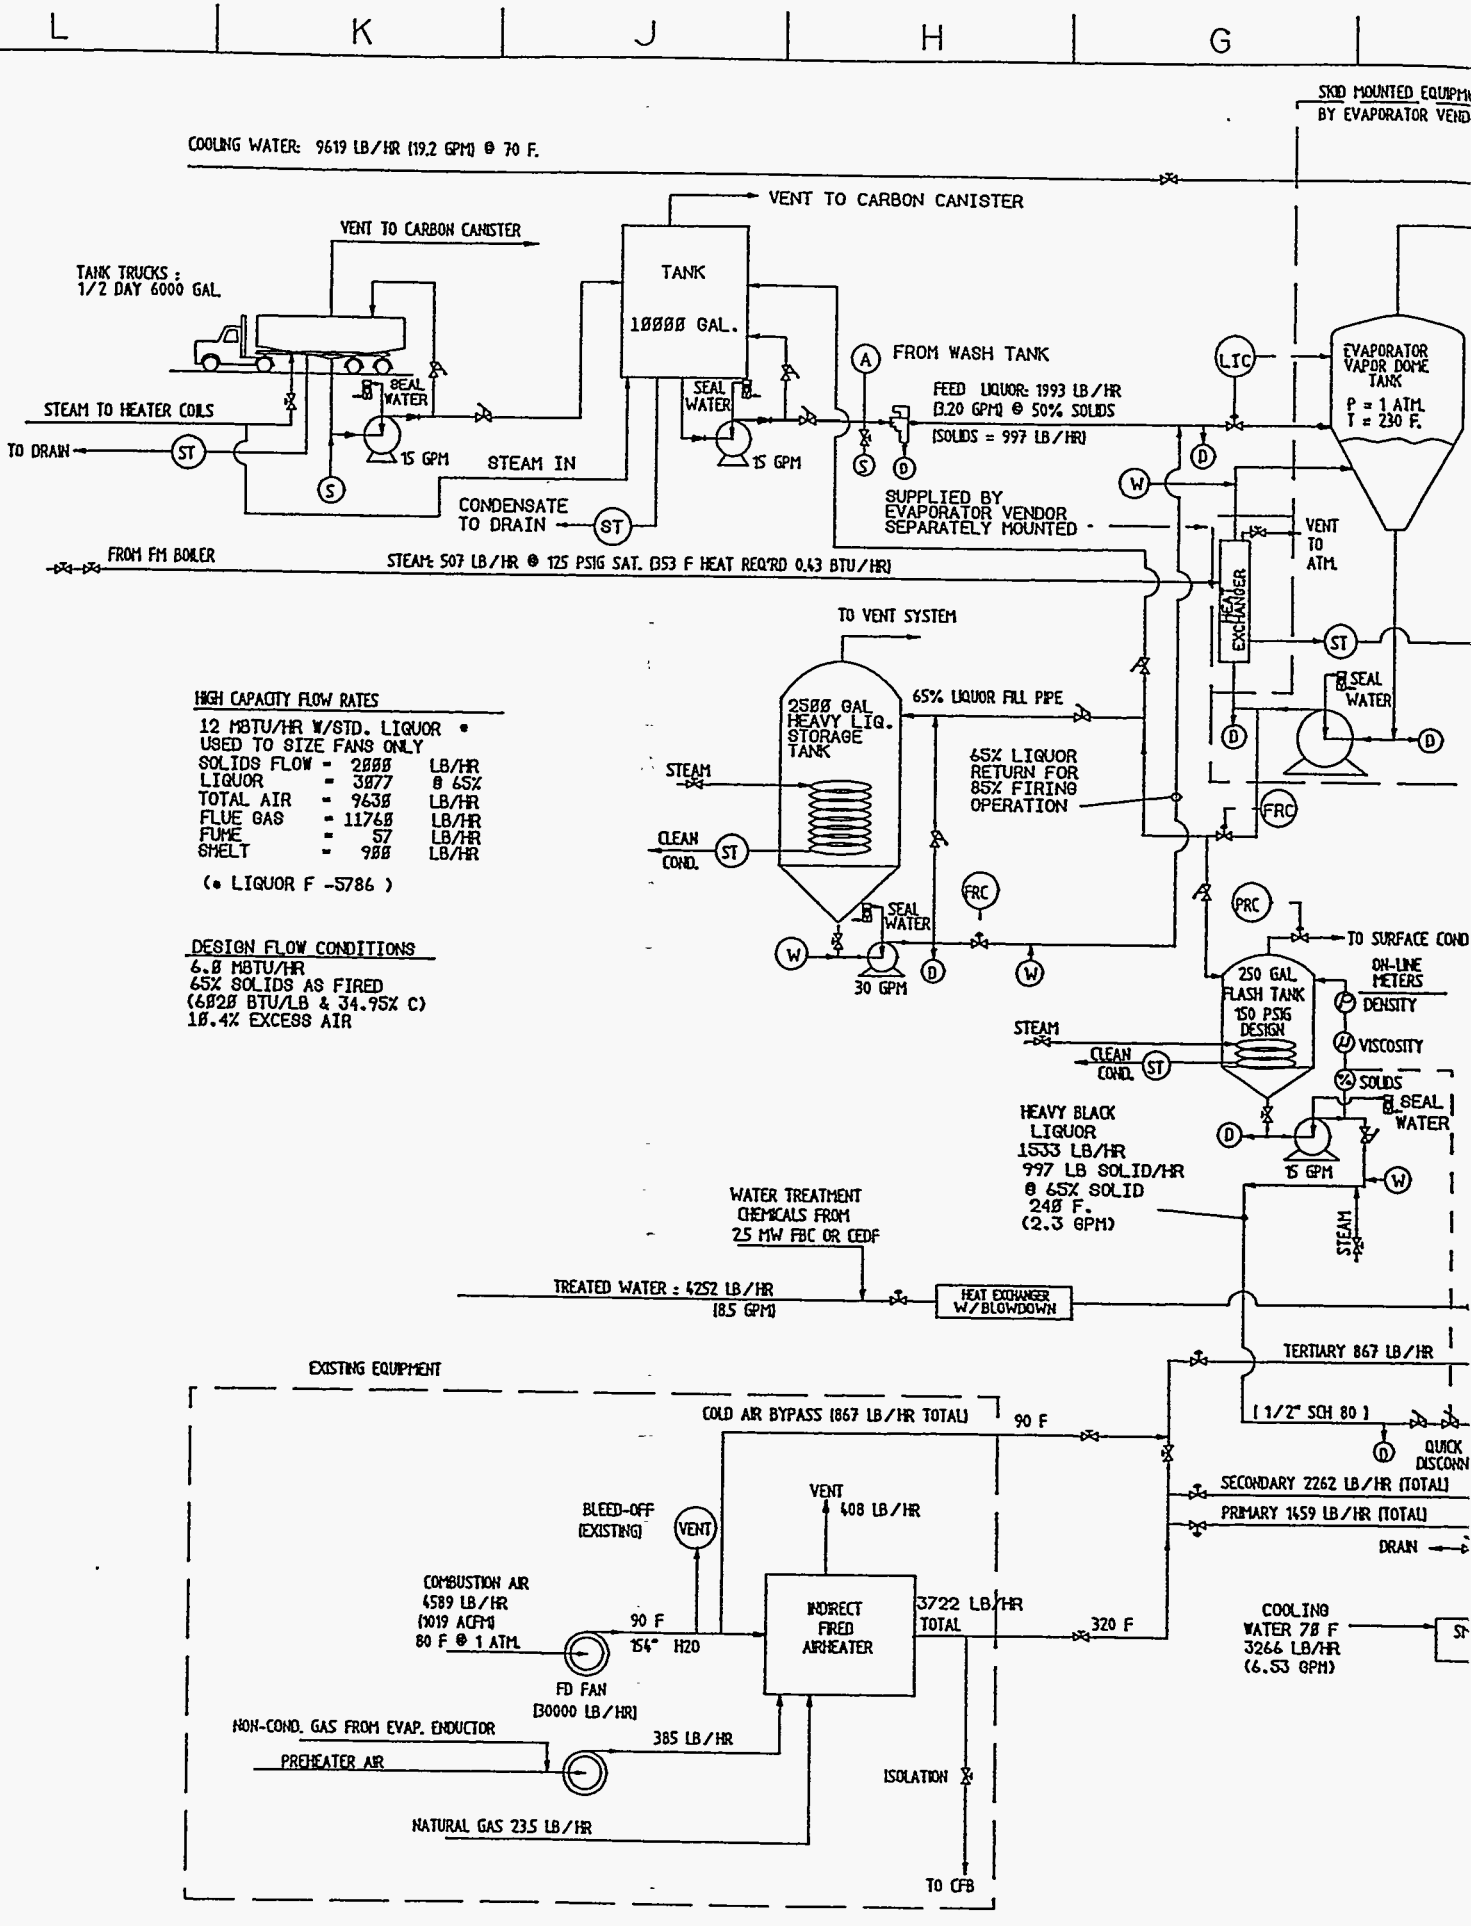 L K J H G
SKID MOUNTED EQUIPM
BY EVAPORATOR VEND
COOLING WATER: 9619 LB/HR (19.2 GPM) @ 70 F.
VENT TO CARBON CANISTER
VENT TO CARBON CANISTER
TANK TRUCKS :
1/2 DAY 6000 GAL.
TANK
10000 GAL.
SEAL
WATER
SEAL
WATER
A
FROM WASH TANK
FEED LIQUOR: 1993 LB/HR
(3.20 GPM) @ 50% SOLIDS
(SOLIDS = 997 LB/HR)
LIC
EVAPORATOR
VAPOR DOME
TANK
P = 1 ATM.
T = 230 F.
STEAM TO HEATER COILS
TO DRAIN
ST
15 GPM
S
STEAM IN
15 GPM
S
D
D
W
CONDENSATE
TO DRAIN
ST
SUPPLIED BY
EVAPORATOR VENDOR
SEPARATELY MOUNTED
VENT
TO
ATM.
FROM FM BOILER
STEAM: 507 LB/HR @ 125 PSIG SAT. (353 F HEAT REQ'RD 0.43 BTU/HR)
HEAT
EXCHANGER
ST
TO VENT SYSTEM
SEAL
WATER
D
D
HIGH CAPACITY FLOW RATES
12 MBTU/HR W/STD. LIQUOR *
USED TO SIZE FANS ONLY
SOLIDS FLOW = 2000 LB/HR
LIQUOR = 3077 @ 65%
TOTAL AIR = 9630 LB/HR
FLUE GAS = 11760 LB/HR
FUME = 57 LB/HR
SMELT = 900 LB/HR
(* LIQUOR F -5786 )
2500 GAL
HEAVY LIQ.
STORAGE
TANK
65% LIQUOR FILL PIPE
STEAM
CLEAN
COND.
ST
65% LIQUOR
RETURN FOR
85% FIRING
OPERATION
FRC
FRC
SEAL
WATER
W
30 GPM
D
W
PRC
TO SURFACE COND
DESIGN FLOW CONDITIONS
6.0 MBTU/HR
65% SOLIDS AS FIRED
(6020 BTU/LB & 34.95% C)
10.4% EXCESS AIR
250 GAL
FLASH TANK
150 PSIG
DESIGN
ON-LINE
METERS
DENSITY
VISCOSITY
% SOLIDS
STEAM
CLEAN
COND.
ST
SEAL
WATER
D
15 GPM
W
STEAM
HEAVY BLACK
LIQUOR
1533 LB/HR
997 LB SOLID/HR
@ 65% SOLID
240 F.
(2.3 GPM)
WATER TREATMENT
CHEMICALS FROM
2.5 MW FBC OR CEDF
TREATED WATER : 4252 LB/HR
(8.5 GPM)
HEAT EXCHANGER
W/BLOWDOWN
EXISTING EQUIPMENT
TERTIARY 867 LB/HR
COLD AIR BYPASS (867 LB/HR TOTAL)
90 F
( 1/2" SCH 80 )
D
QUICK
DISCONN
SECONDARY 2262 LB/HR (TOTAL)
PRIMARY 1459 LB/HR (TOTAL)
DRAIN
BLEED-OFF
(EXISTING)
VENT
VENT
408 LB/HR
COMBUSTION AIR
4589 LB/HR
(1019 ACFM)
80 F @ 1 ATM.
90 F
154" H2O
FD FAN
(30000 LB/HR)
INDIRECT
FIRED
AIRHEATER
3722 LB/HR
TOTAL
320 F
COOLING
WATER 70 F
3266 LB/HR
(6.53 GPM)
NON-COND. GAS FROM EVAP. ENDUCTOR
PREHEATER AIR
385 LB/HR
ISOLATION
NATURAL GAS 23.5 LB/HR
TO CFB